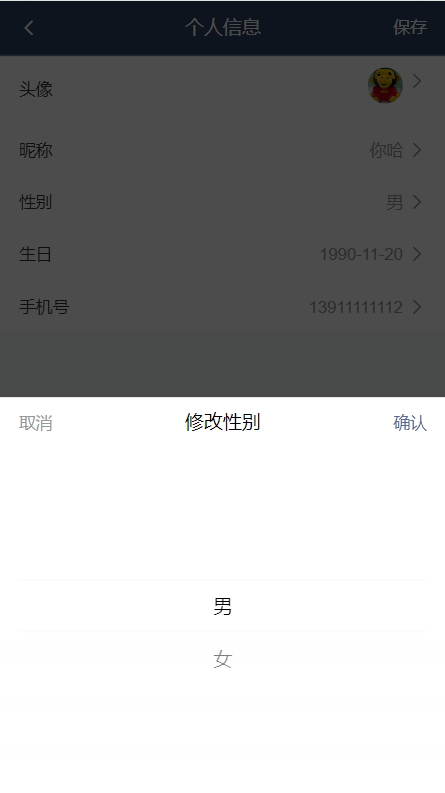 个人信息 保存
头像
昵称 你哈
性别 男
生日 1990-11-20
手机号 13911111112
取消 修改性别 确认
男
女